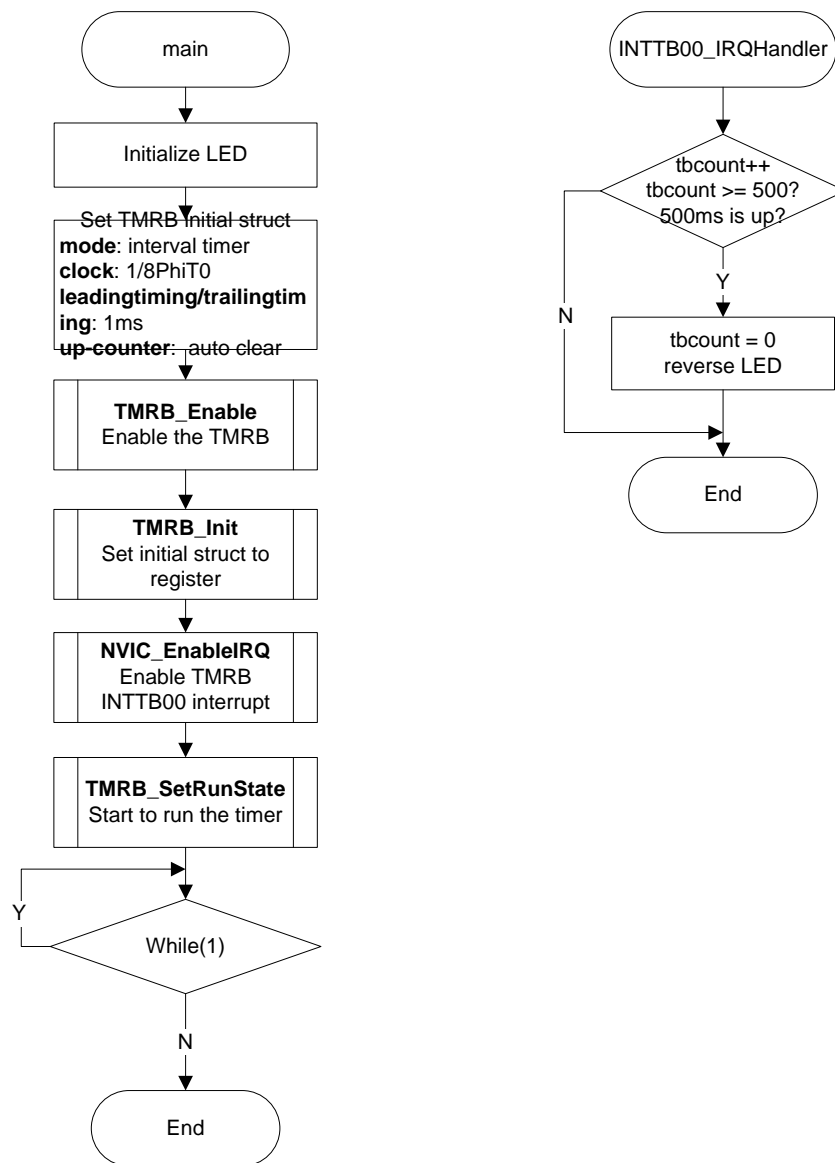 main
Initialize LED
Set TMRB initial struct
mode: interval timer
clock: 1/8PhiT0
leadingtiming/trailingtim
ing: 1ms
up-counter: auto clear
TMRB_Enable
Enable the TMRB
TMRB_Init
Set initial struct to
register
NVIC_EnableIRQ
Enable TMRB
INTTB00 interrupt
TMRB_SetRunState
Start to run the timer
Y
While(1)
N
End
INTTB00_IRQHandler
tbcount++
tbcount >= 500?
500ms is up?
Y
N
tbcount = 0
reverse LED
End